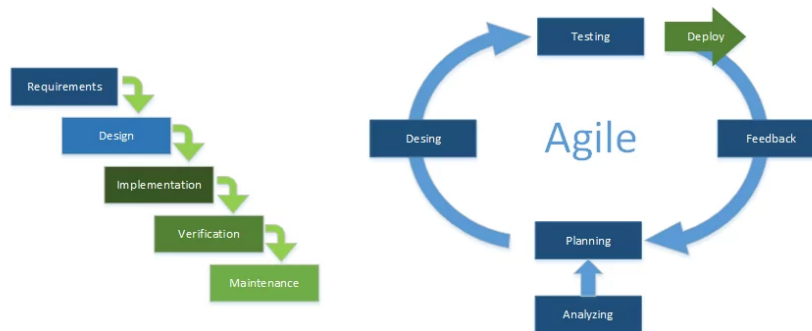 Requirements
Design
Implementation
Verification
Maintenance
Testing
Deploy
Desing
Agile
Feedback
Planning
Analyzing